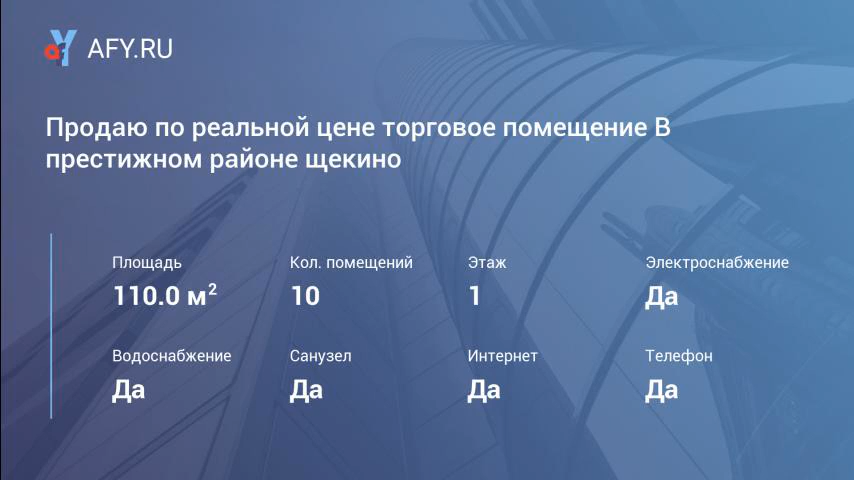 AFY.RU
Продаю по реальной цене торговое помещение В
престижном районе щекино
Площадь Кол. помещений Этаж Электроснабжение
110.0 м² 10 1 Да
Водоснабжение Санузел Интернет Телефон
Да Да Да Да